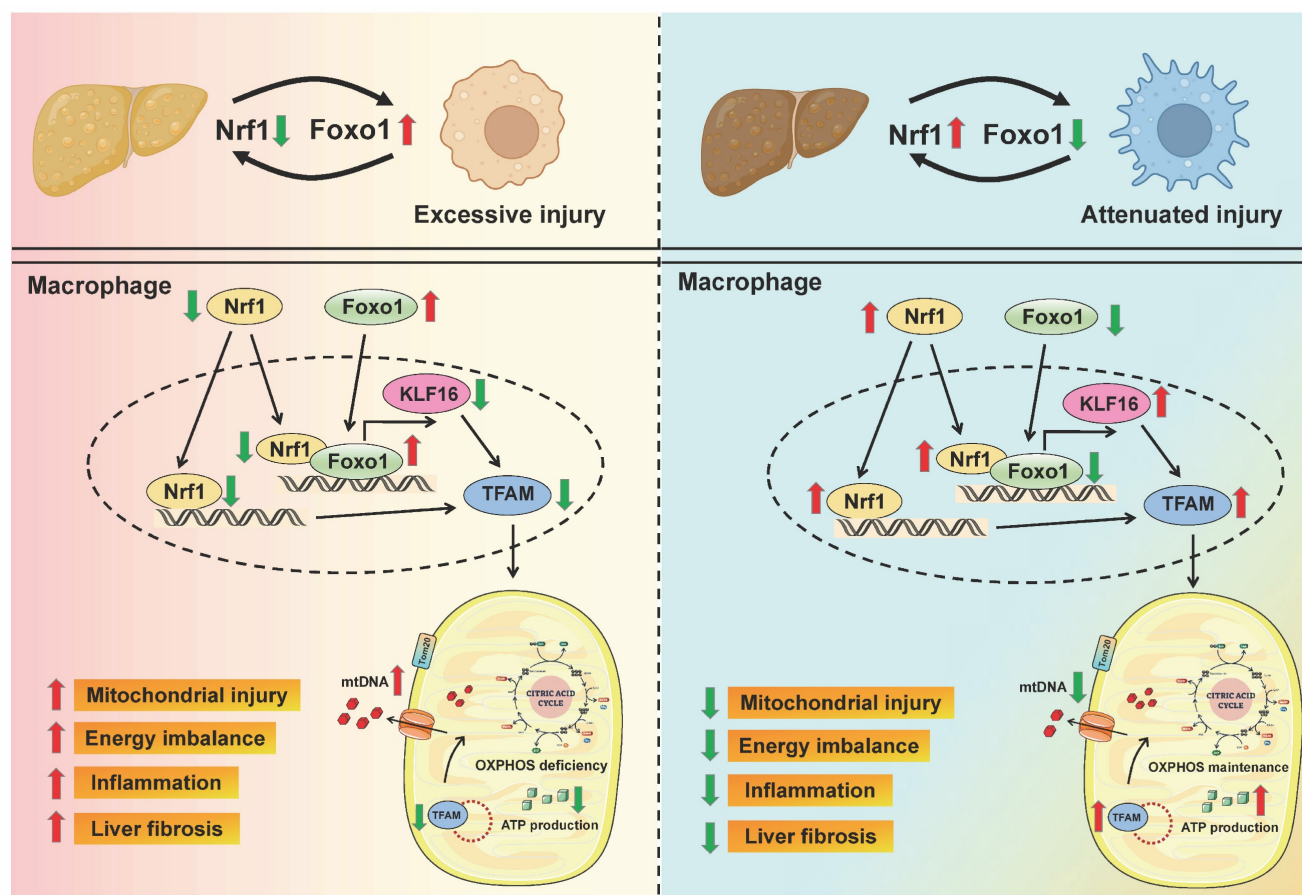 Nrf1 Foxo1
Excessive injury
Nrf1 Foxo1
Attenuated injury
Macrophage
Nrf1 Foxo1
KLF16
Nrf1
Foxo1
Nrf1
TFAM
Tom20
mtDNA
CITRIC ACID
CYCLE
OXPHOS deficiency
TFAM
ATP production
Mitochondrial injury
Energy imbalance
Inflammation
Liver fibrosis
Macrophage
Nrf1 Foxo1
KLF16
Nrf1
Foxo1
Nrf1
TFAM
Tom20
mtDNA
CITRIC ACID
CYCLE
OXPHOS maintenance
TFAM
ATP production
Mitochondrial injury
Energy imbalance
Inflammation
Liver fibrosis